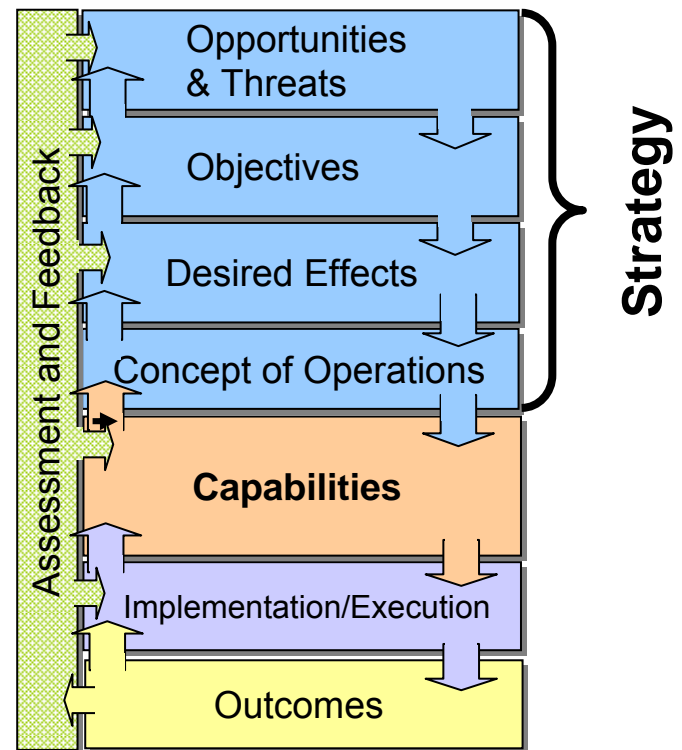 Opportunities
& Threats
Objectives
Desired Effects
Concept of Operations
Capabilities
Implementation/Execution
Outcomes
Assessment and Feedback
Strategy